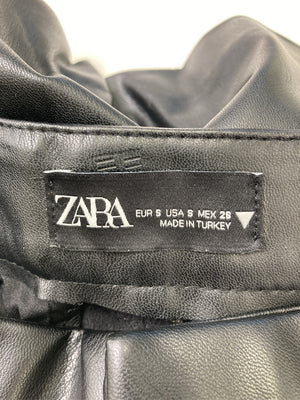 ZARA
EUR S USA S MEX 26
MADE IN TURKEY